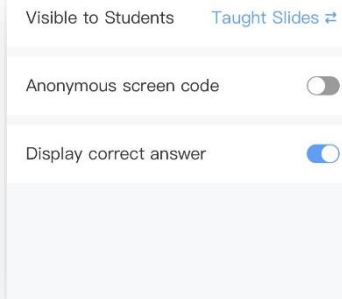 Visible to Students Taught Slides ⇄
Anonymous screen code
Display correct answer